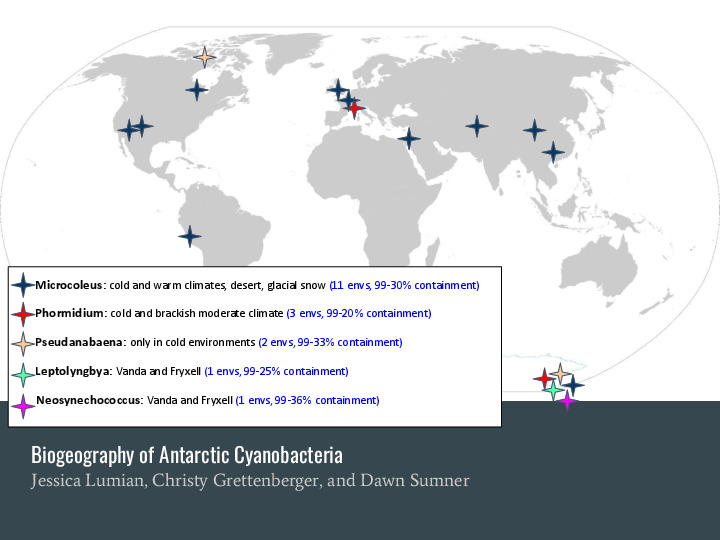 Microcoleus: cold and warm climates, desert, glacial snow (11 envs, 99-30% containment)
Phormidium: cold and brackish moderate climate (3 envs, 99-20% containment)
Pseudanabaena: only in cold environments (2 envs, 99-33% containment)
Leptolyngbya: Vanda and Fryxell (1 envs, 99-25% containment)
Neosynechococcus: Vanda and Fryxell (1 envs, 99-36% containment)
Biogeography of Antarctic Cyanobacteria
Jessica Lumian, Christy Grettenberger, and Dawn Sumner